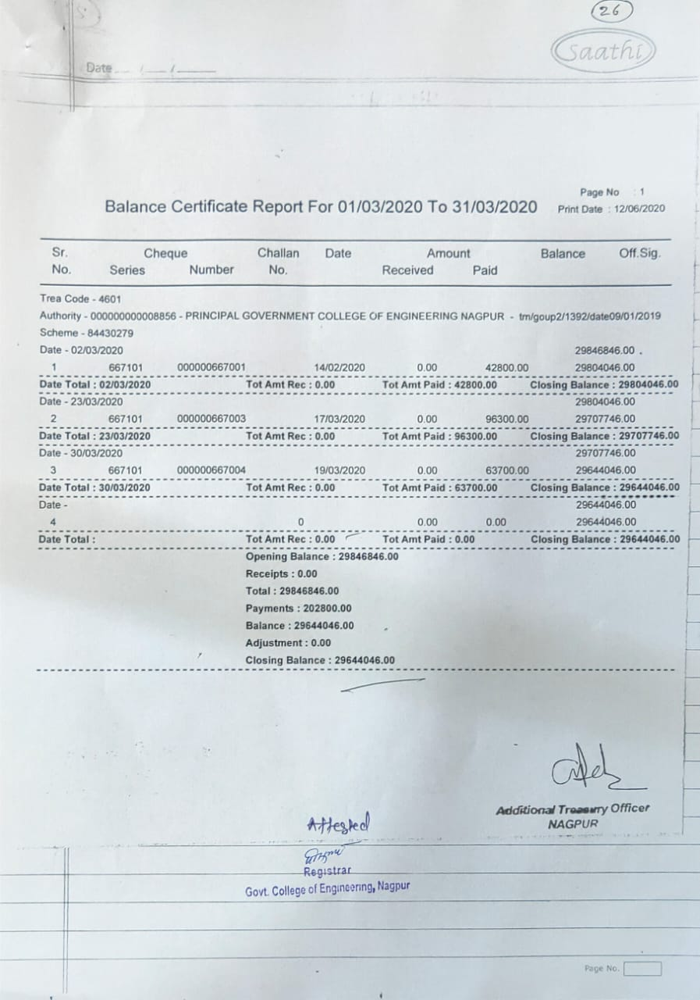 26
Saathi
Date __/__/____
Page No : 1
Balance Certificate Report For 01/03/2020 To 31/03/2020 Print Date : 12/06/2020
Sr. Cheque Challan Date Amount Balance Off.Sig.
No. Series Number No. Received Paid
Trea Code - 4601
Authority - 000000000008856 - PRINCIPAL GOVERNMENT COLLEGE OF ENGINEERING NAGPUR - tm/goup2/1392/date09/01/2019
Scheme - 84430279
Date - 02/03/2020 29846846.00
1 667101 000000667001 14/02/2020 0.00 42800.00 29804046.00
Date Total : 02/03/2020 Tot Amt Rec : 0.00 Tot Amt Paid : 42800.00 Closing Balance : 29804046.00
Date - 23/03/2020 29804046.00
2 667101 000000667003 17/03/2020 0.00 96300.00 29707746.00
Date Total : 23/03/2020 Tot Amt Rec : 0.00 Tot Amt Paid : 96300.00 Closing Balance : 29707746.00
Date - 30/03/2020 29707746.00
3 667101 000000667004 19/03/2020 0.00 63700.00 29644046.00
Date Total : 30/03/2020 Tot Amt Rec : 0.00 Tot Amt Paid : 63700.00 Closing Balance : 29644046.00
Date - 29644046.00
4 0 0.00 0.00 29644046.00
Date Total : Tot Amt Rec : 0.00 Tot Amt Paid : 0.00 Closing Balance : 29644046.00
Opening Balance : 29846846.00
Receipts : 0.00
Total : 29846846.00
Payments : 202800.00
Balance : 29644046.00
Adjustment : 0.00
Closing Balance : 29644046.00
Additional Treasury Officer
NAGPUR
Attested
Registrar
Govt. College of Engineering, Nagpur
Page No.